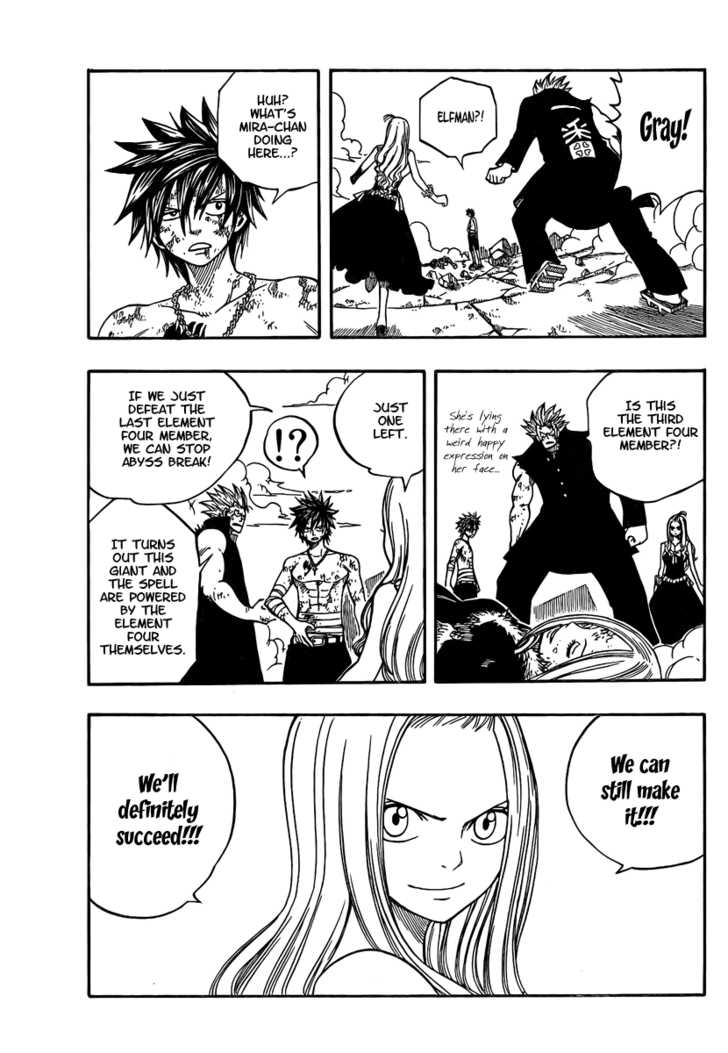 Gray!
ELFMAN?!
HUH?
WHAT'S
MIRA-CHAN
DOING
HERE...?
IS THIS
THE THIRD
ELEMENT FOUR
MEMBER?!
She's lying
there with a
weird happy
expression on
her face...
JUST
ONE
LEFT.
!?
IF WE JUST
DEFEAT THE
LAST ELEMENT
FOUR MEMBER,
WE CAN STOP
ABYSS BREAK!
IT TURNS
OUT THIS
GIANT AND
THE SPELL
ARE POWERED
BY THE
ELEMENT
FOUR
THEMSELVES.
We can
still make
it!!!
We'll
definitely
succeed!!!